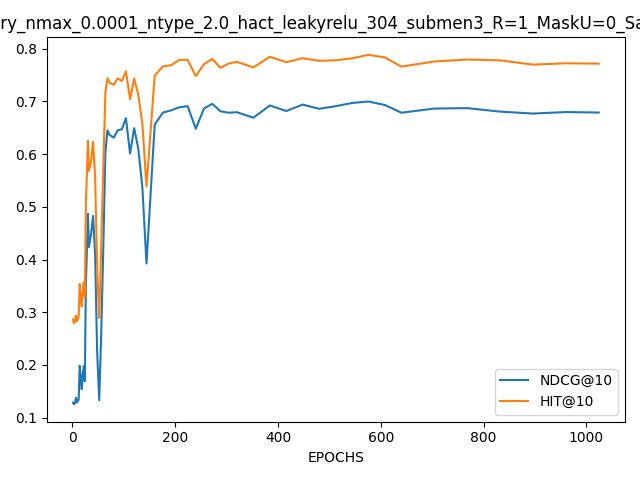 ry_nmax_0.0001_ntype_2.0_hact_leakyrelu_304_submen3_R=1_MaskU=0_Sa
0.8
0.7
0.6
0.5
0.4
0.3
0.2
0.1
0 200 400 600 800 1000
EPOCHS
NDCG@10
HIT@10